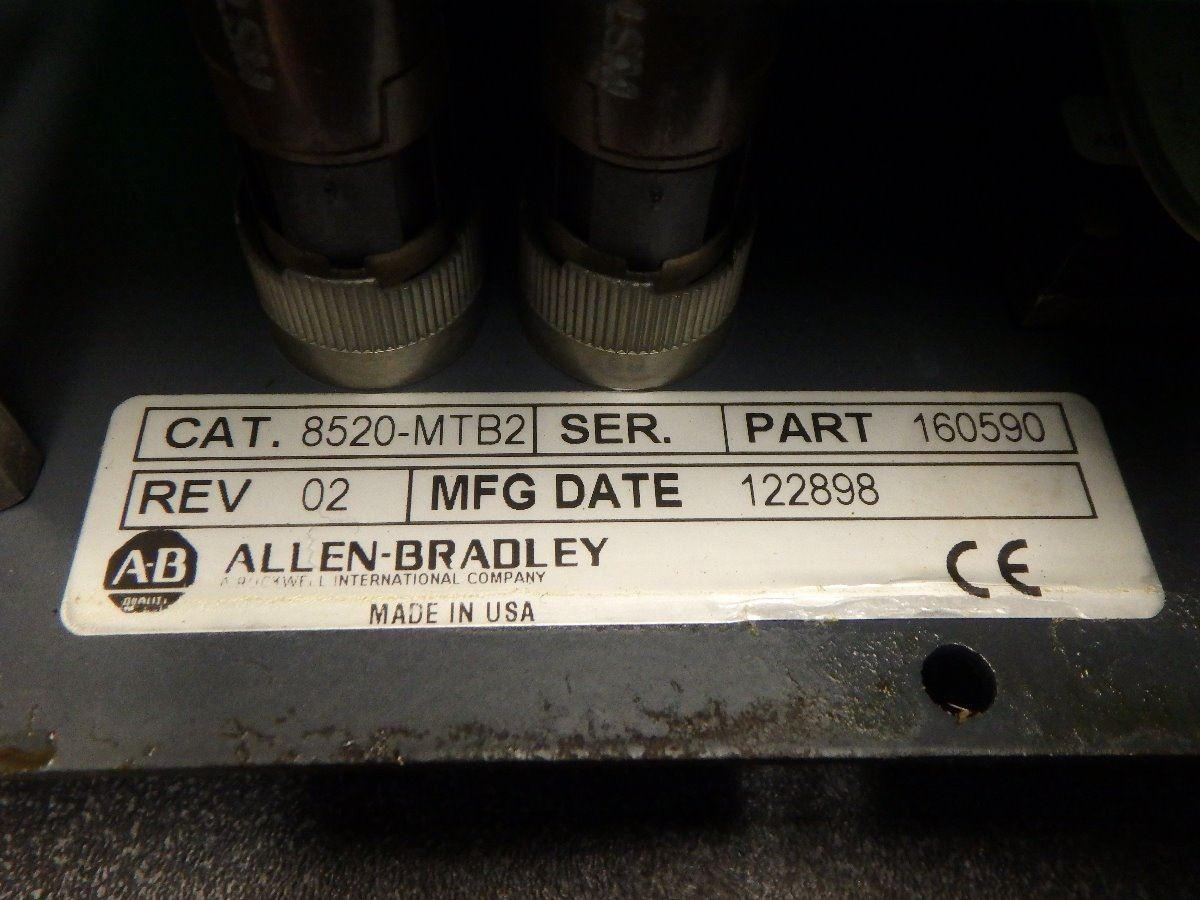 CAT. 8520-MTB2 SER. PART 160590
REV 02 MFG DATE 122898
A-B ALLEN-BRADLEY
QUALITY
A ROCKWELL INTERNATIONAL COMPANY
MADE IN USA
CE